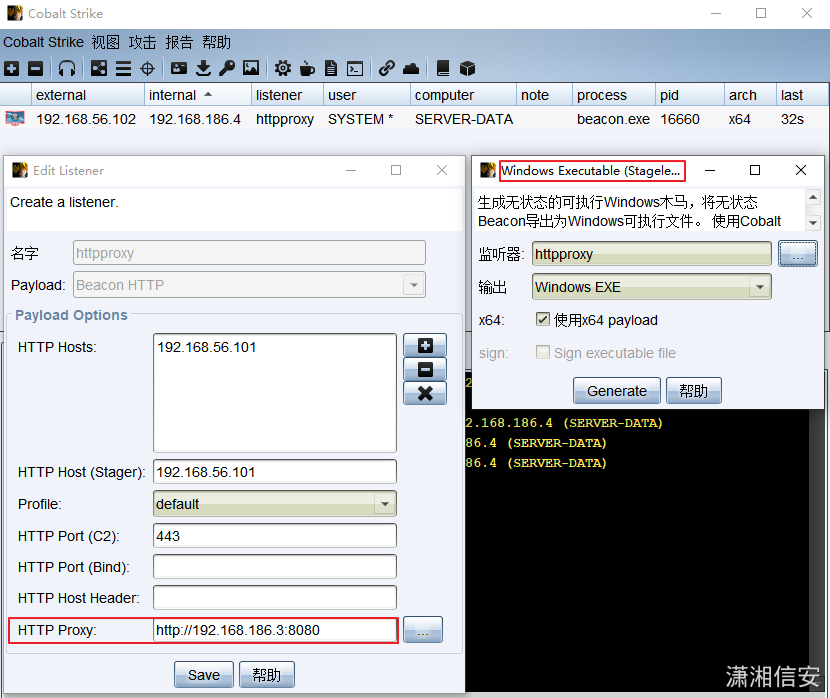 Cobalt Strike
Cobalt Strike 视图 攻击 报告 帮助
external internal listener user computer note process pid arch last
192.168.56.102 192.168.186.4 httpproxy SYSTEM * SERVER-DATA beacon.exe 16660 x64 32s
Edit Listener
Create a listener.
名字 httpproxy
Payload: Beacon HTTP
Payload Options
HTTP Hosts: 192.168.56.101
HTTP Host (Stager): 192.168.56.101
Profile: default
HTTP Port (C2): 443
HTTP Port (Bind):
HTTP Host Header:
HTTP Proxy: http://192.168.186.3:8080 ...
Save 帮助
Windows Executable (Stagele...
生成无状态的可执行Windows木马，将无状态
Beacon导出为Windows可执行文件。 使用Cobalt
监听器: httpproxy ...
输出 Windows EXE
x64: 使用x64 payload
sign: Sign executable file
Generate 帮助
2.168.186.4 (SERVER-DATA)
86.4 (SERVER-DATA)
86.4 (SERVER-DATA)
潇湘信安